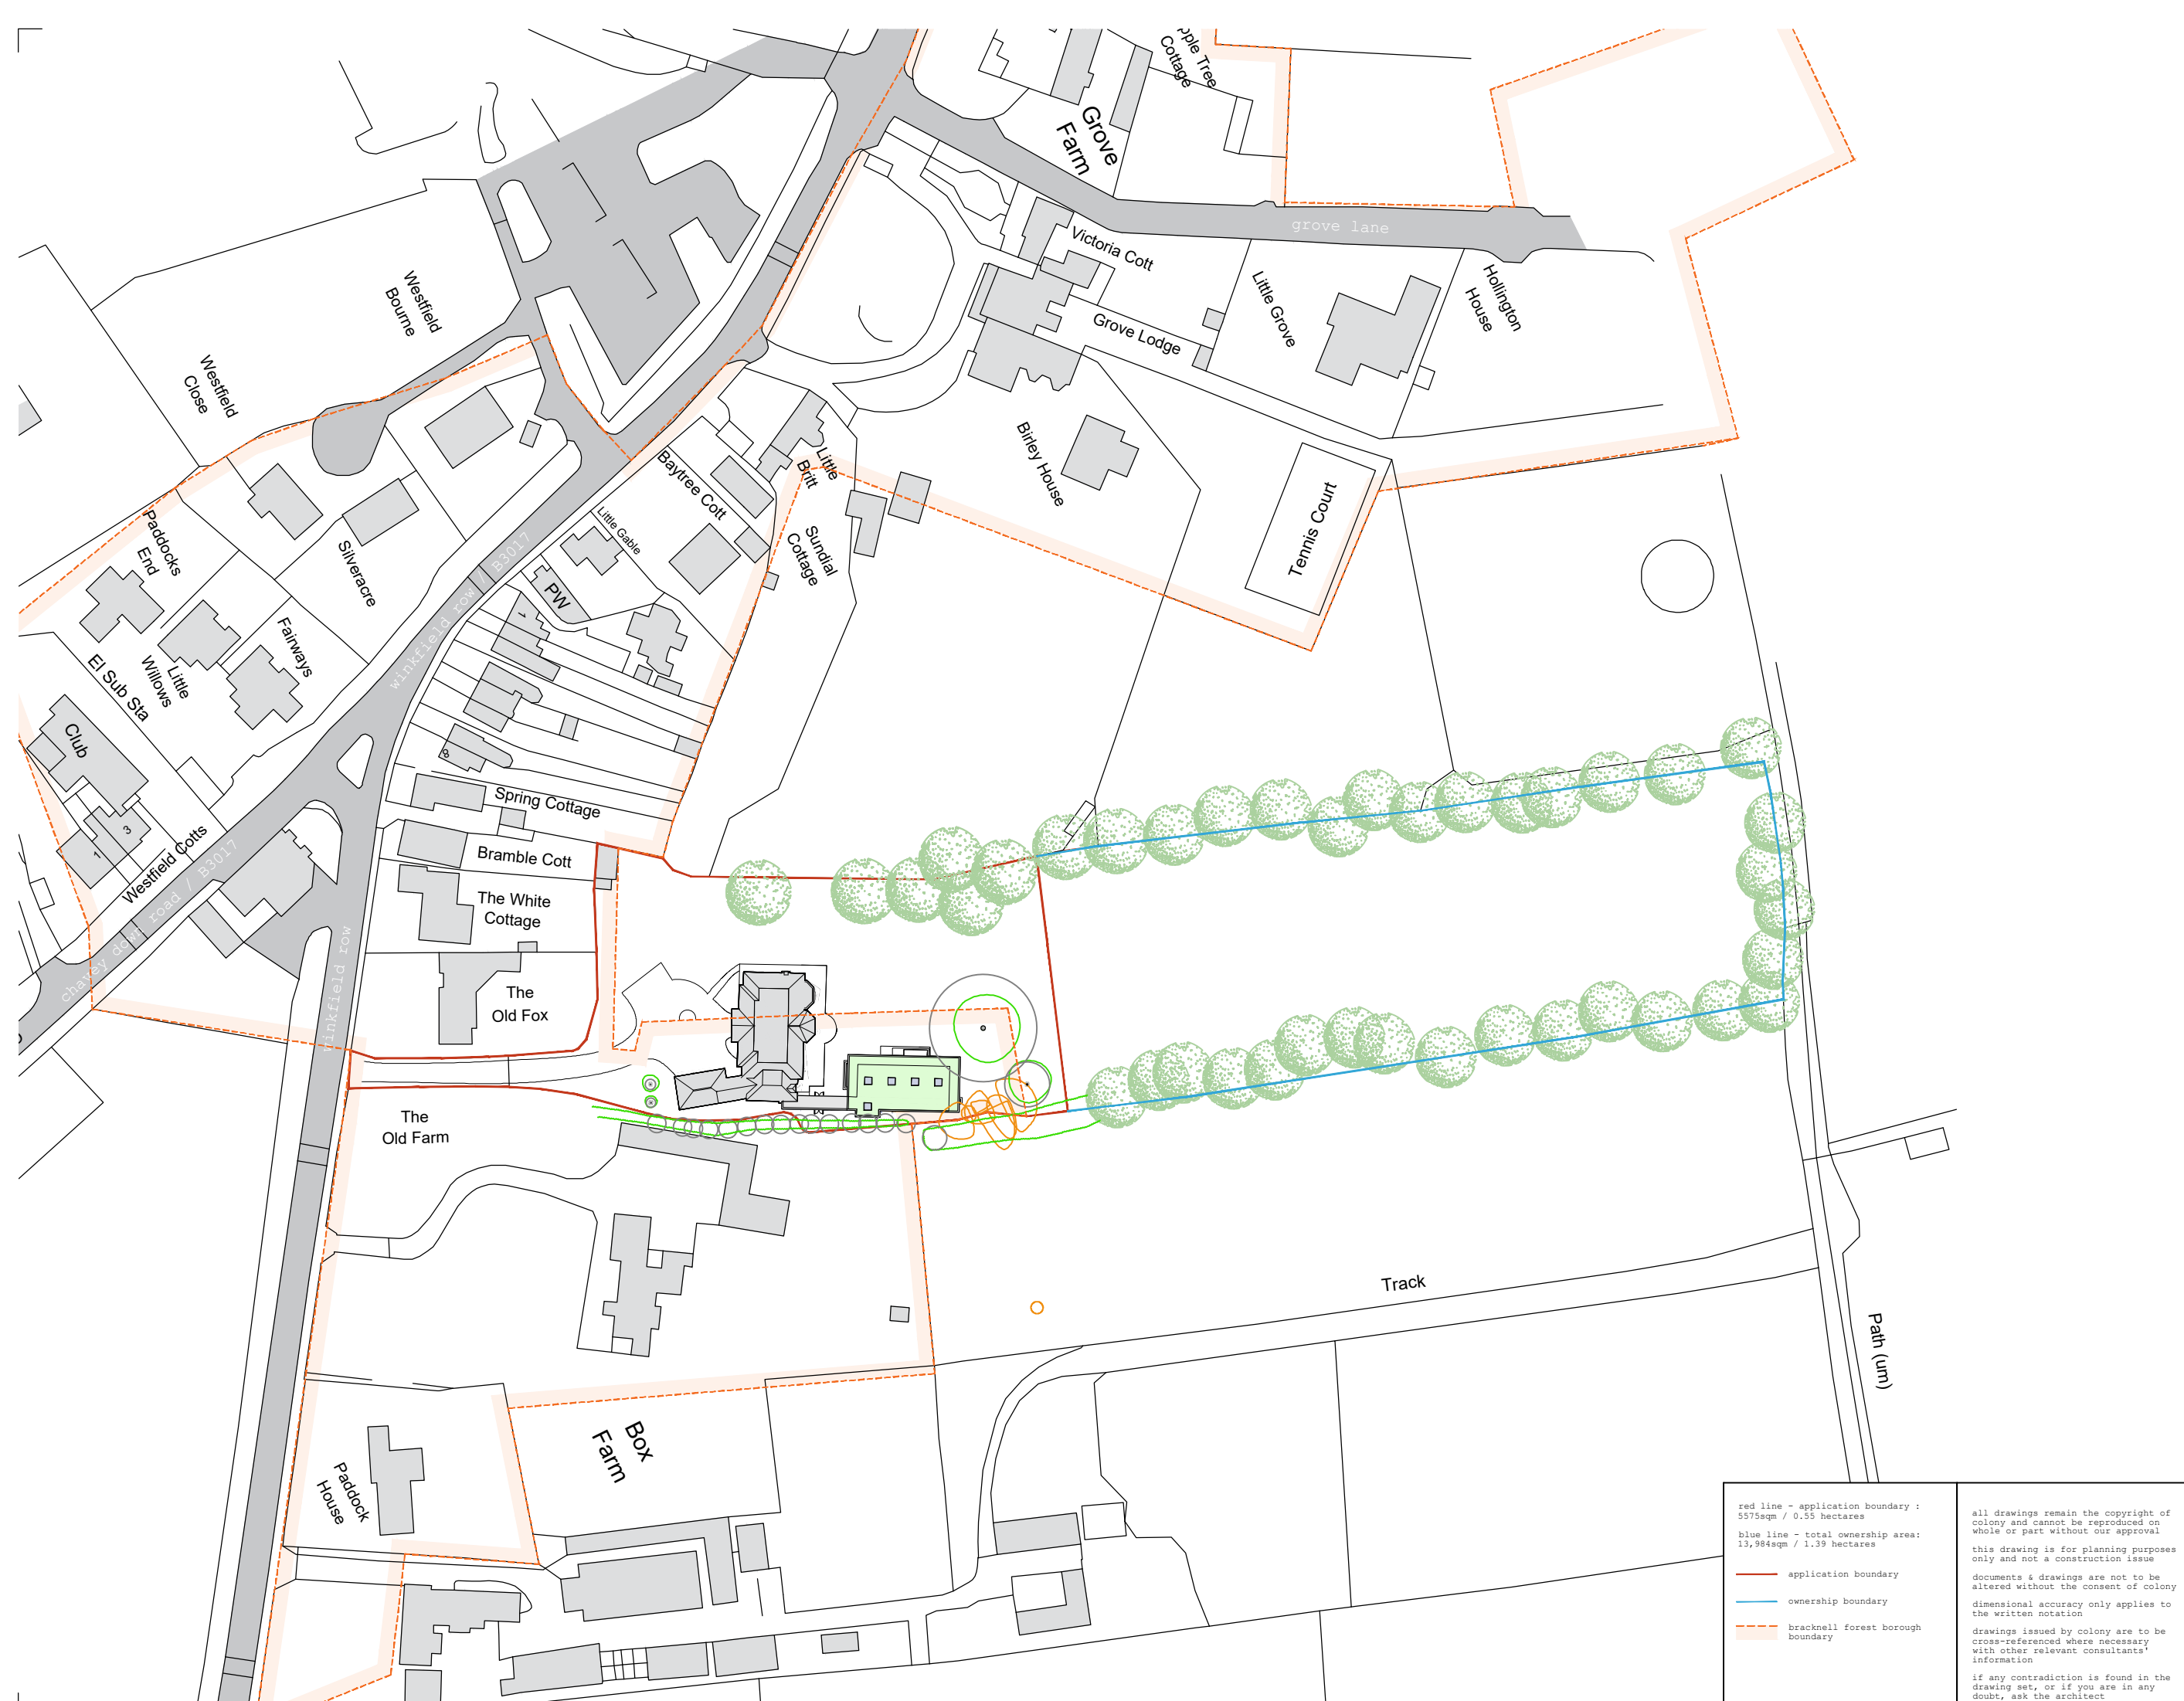 pple Tree
Cottage
Grove
Farm
grove lane
Victoria Cott
Grove Lodge
Little Grove
Hollington
House
Westfield
Bourne
Westfield
Close
Birley House
Tennis Court
Little
Britt
Baytree Cott
Little Gable
Sundial
Cottage
PW
1
winkfield row / B3017
Silveracre
Paddocks
End
Fairways
Little
Willows
El Sub Sta
Club
3
1
Westfield Cotts
chavey down road / B3017
8
Spring Cottage
Bramble Cott
The White
Cottage
The
Old Fox
winkfield row
The
Old Farm
Track
Path (um)
Box
Farm
Paddock
House
red line - application boundary :
5575sqm / 0.55 hectares
blue line - total ownership area:
13,984sqm / 1.39 hectares
application boundary
ownership boundary
bracknell forest borough
boundary
all drawings remain the copyright of
colony and cannot be reproduced on
whole or part without our approval
this drawing is for planning purposes
only and not a construction issue
documents & drawings are not to be
altered without the consent of colony
dimensional accuracy only applies to
the written notation
drawings issued by colony are to be
cross-referenced where necessary
with other relevant consultants'
information
if any contradiction is found in the
drawing set, or if you are in any
doubt, ask the architect